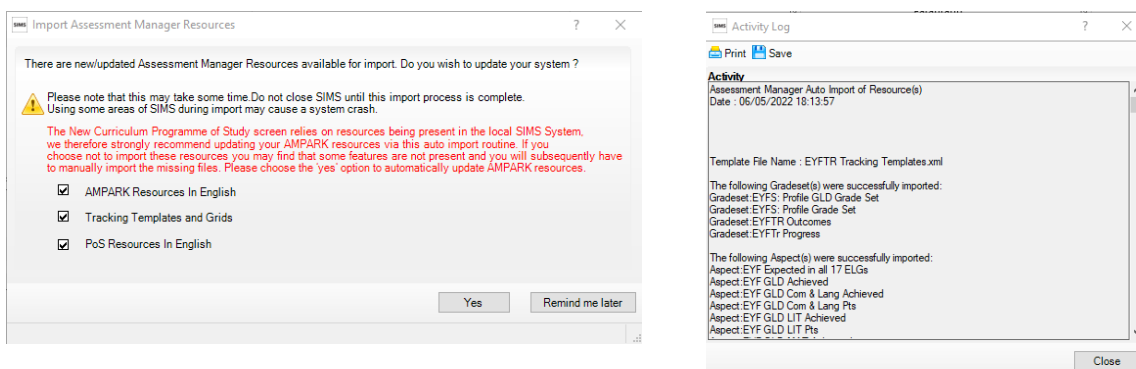 SIMS Import Assessment Manager Resources
There are new/updated Assessment Manager Resources available for import. Do you wish to update your system ?
Please note that this may take some time.Do not close SIMS until this import process is complete.
Using some areas of SIMS during import may cause a system crash.
The New Curriculum Programme of Study screen relies on resources being present in the local SIMS System,
we therefore strongly recommend updating your AMPARK resources via this auto import routine. If you
choose not to import these resources you may find that some features are not present and you will subsequently have
to manually import the missing files. Please choose the 'yes' option to automatically update AMPARK resources.
AMPARK Resources In English
Tracking Templates and Grids
PoS Resources In English
Yes Remind me later
SIMS Activity Log
Print Save
Activity
Assessment Manager Auto Import of Resource(s)
Date : 06/05/2022 18:13:57
Template File Name : EYFTR Tracking Templates.xml
The following Gradeset(s) were successfully imported:
Gradeset:EYFS: Profile GLD Grade Set
Gradeset:EYFS: Profile Grade Set
Gradeset:EYFTR Outcomes
Gradeset:EYFTr Progress
The following Aspect(s) were successfully imported:
Aspect:EYF Expected in all 17 ELGs
Aspect:EYF GLD Achieved
Aspect:EYF GLD Com & Lang Achieved
Aspect:EYF GLD Com & Lang Pts
Aspect:EYF GLD LIT Achieved
Aspect:EYF GLD LIT Pts
Close